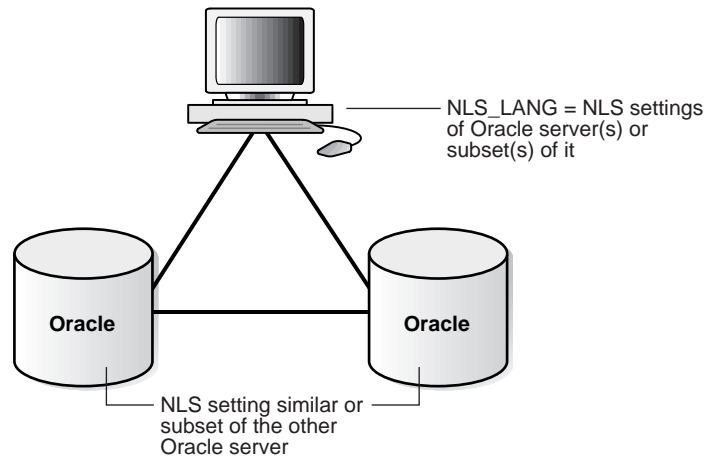 NLS_LANG = NLS settings
of Oracle server(s) or
subset(s) of it
Oracle
Oracle
NLS setting similar or
subset of the other
Oracle server